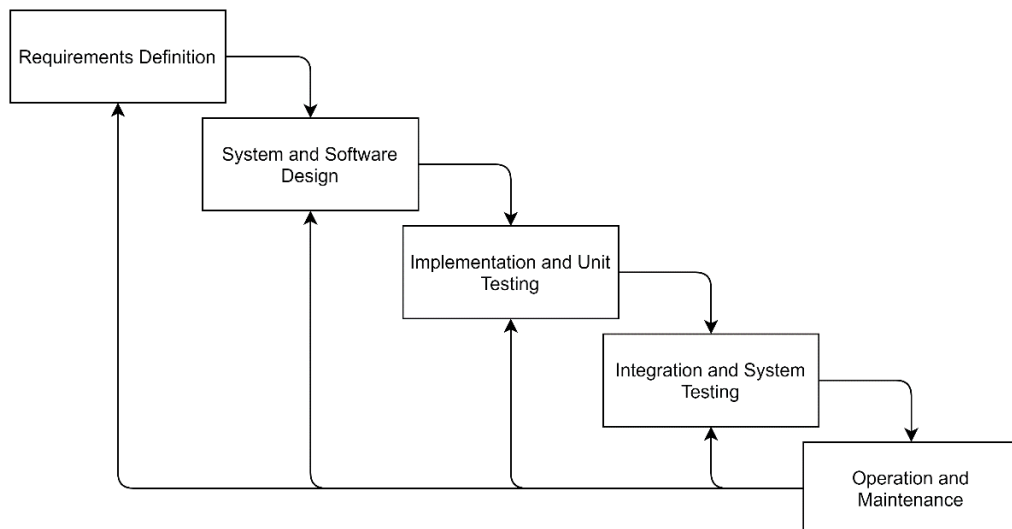 Requirements Definition
System and Software
Design
Implementation and Unit
Testing
Integration and System
Testing
Operation and
Maintenance